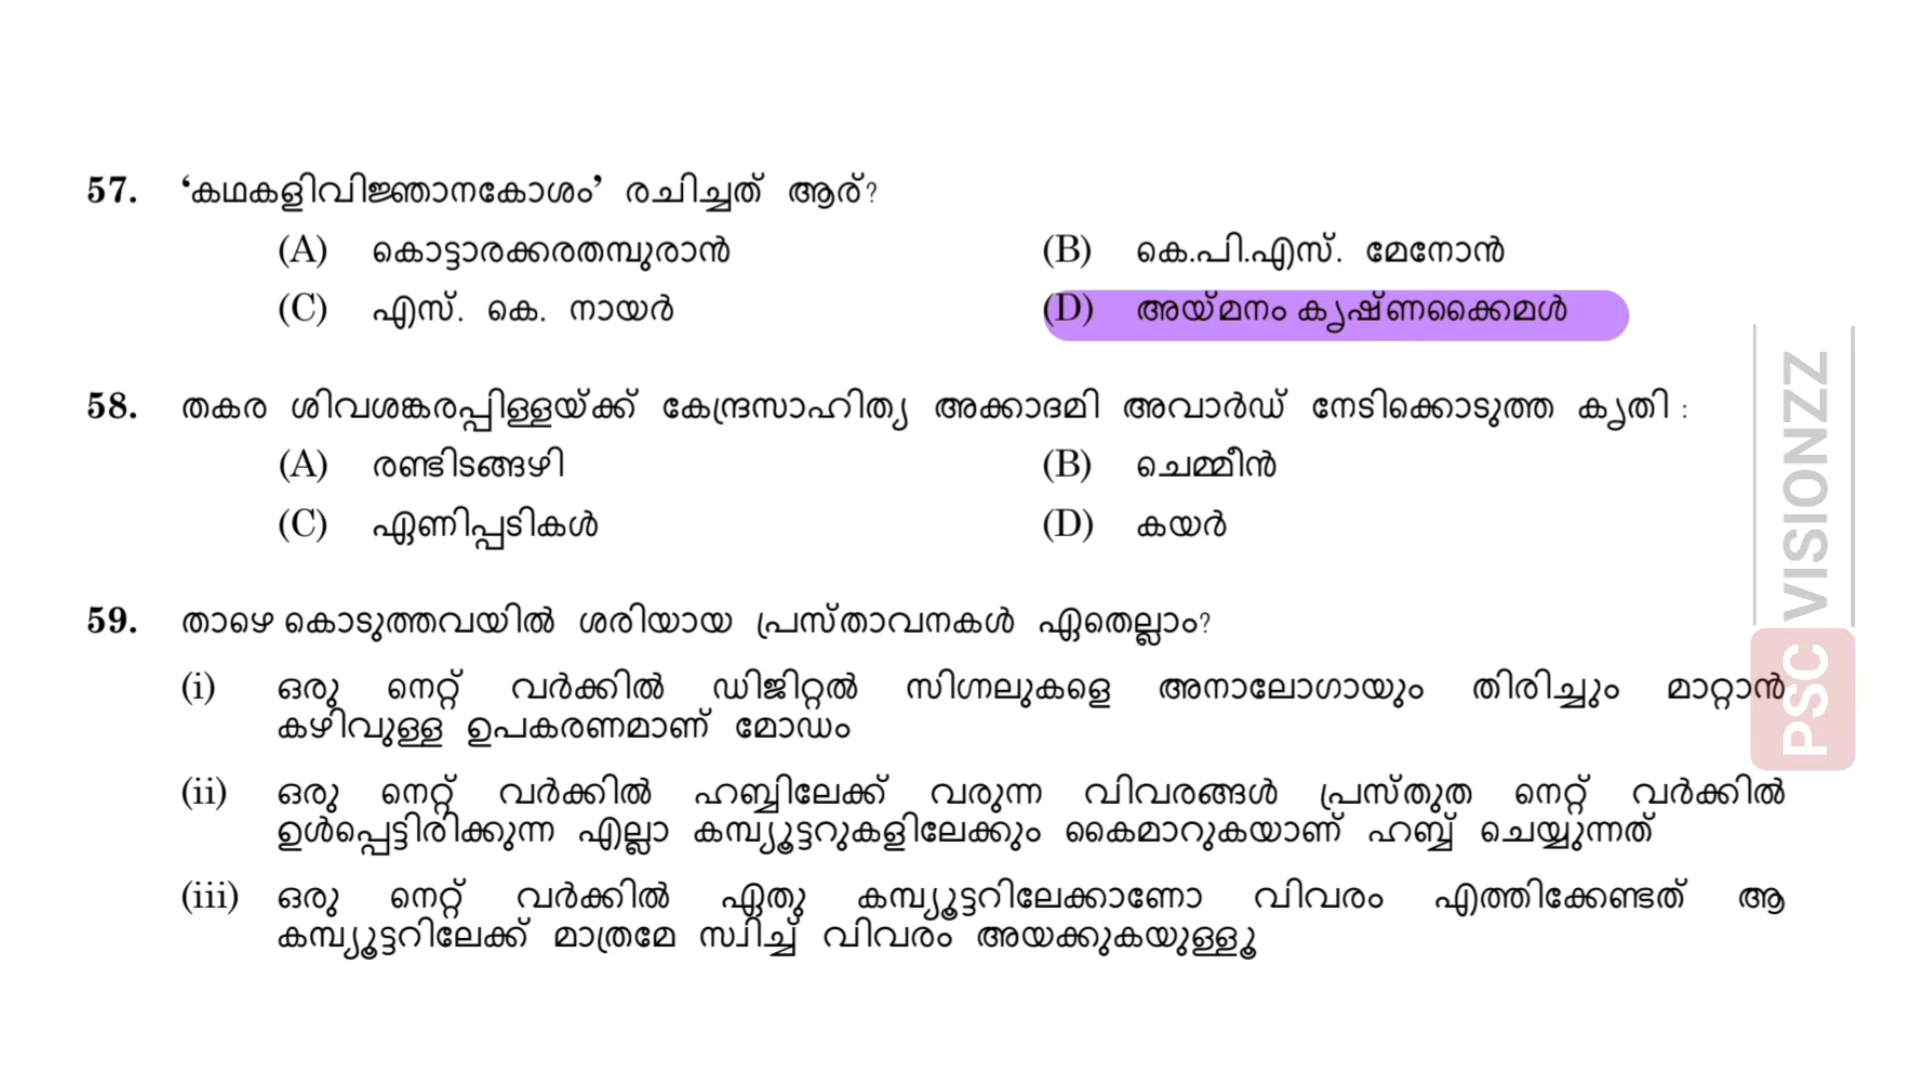 57. ‘കഥകളിവിജ്ഞാനകോശം’ രചിച്ചത് ആര്?
(A) കൊട്ടാരക്കരതമ്പുരാൻ (B) കെ.പി.എസ്. മേനോൻ
(C) എസ്. കെ. നായർ (D) അയ്മനം കൃഷ്ണക്കൈമൾ
58. തകര ശിവശങ്കരപ്പിള്ളയ്ക്ക് കേന്ദ്രസാഹിത്യ അക്കാദമി അവാർഡ് നേടിക്കൊടുത്ത കൃതി :
(A) രണ്ടിടങ്ങഴി (B) ചെമ്മീൻ
(C) ഏണിപ്പടികൾ (D) കയർ
59. താഴെ കൊടുത്തവയിൽ ശരിയായ പ്രസ്താവനകൾ ഏതെല്ലാം?
(i) ഒരു നെറ്റ് വർക്കിൽ ഡിജിറ്റൽ സിഗ്നലുകളെ അനാലോഗായും തിരിച്ചും മാറ്റാൻ
കഴിവുള്ള ഉപകരണമാണ് മോഡം
(ii) ഒരു നെറ്റ് വർക്കിൽ ഹബ്ബിലേക്ക് വരുന്ന വിവരങ്ങൾ പ്രസ്തുത നെറ്റ് വർക്കിൽ
ഉൾപ്പെട്ടിരിക്കുന്ന എല്ലാ കമ്പ്യൂട്ടറുകളിലേക്കും കൈമാറുകയാണ് ഹബ്ബ് ചെയ്യുന്നത്
(iii) ഒരു നെറ്റ് വർക്കിൽ ഏതു കമ്പ്യൂട്ടറിലേക്കാണോ വിവരം എത്തിക്കേണ്ടത് ആ
കമ്പ്യൂട്ടറിലേക്ക് മാത്രമേ സ്വിച്ച് വിവരം അയക്കുകയുള്ളൂ
PSC VISIONZZ